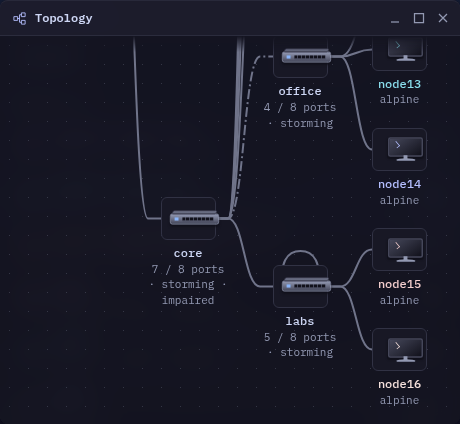 Topology
office
4 / 8 ports
· storming
node13
alpine
node14
alpine
core
7 / 8 ports
· storming ·
impaired
node15
alpine
labs
5 / 8 ports
· storming
node16
alpine